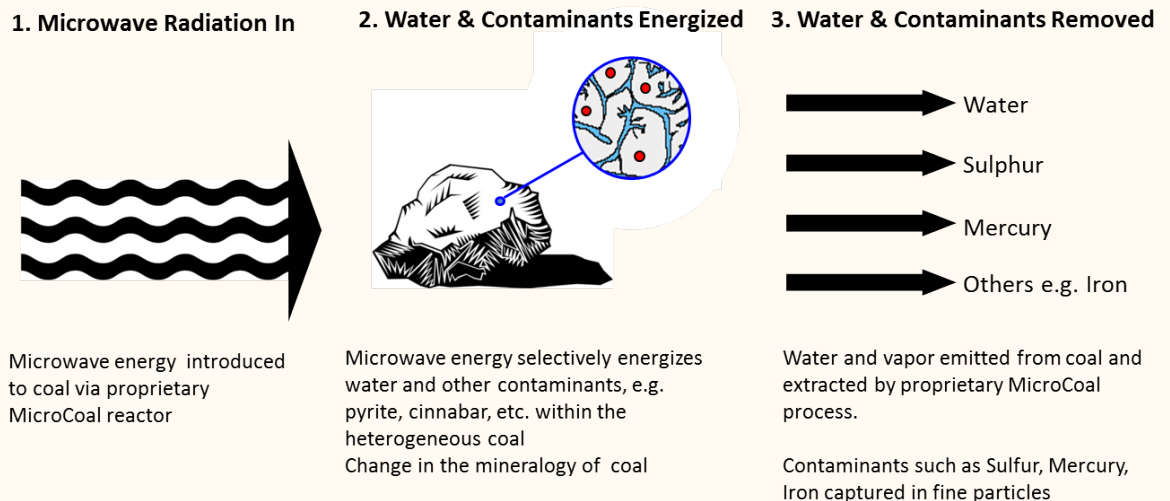 1. Microwave Radiation In
2. Water & Contaminants Energized
3. Water & Contaminants Removed
Water
Sulphur
Mercury
Others e.g. Iron
Microwave energy introduced
to coal via proprietary
MicroCoal reactor
Microwave energy selectively energizes
water and other contaminants, e.g.
pyrite, cinnabar, etc. within the
heterogeneous coal
Change in the mineralogy of coal
Water and vapor emitted from coal and
extracted by proprietary MicroCoal
process.
Contaminants such as Sulfur, Mercury,
Iron captured in fine particles